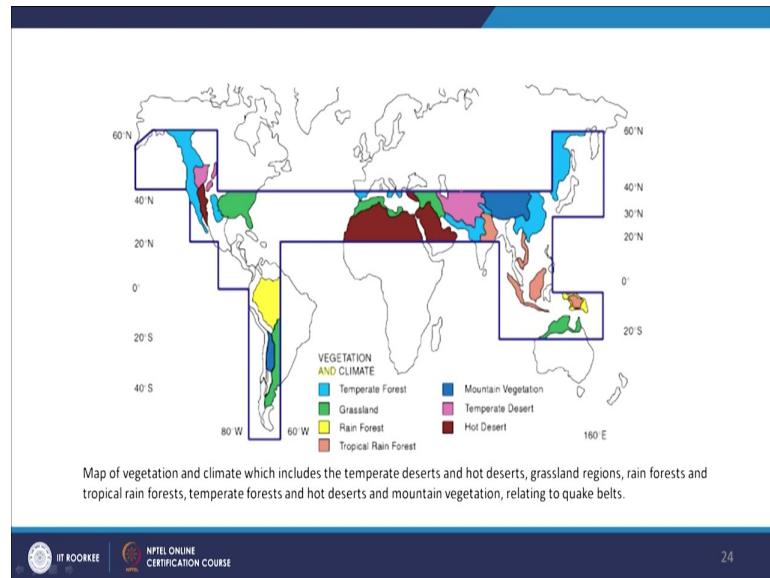 60°N
60°N
40°N
40°N
30°N
20°N
20°N
0°
0°
20°S
20°S
40°S
80°W
60°W
160°E
VEGETATION
AND CLIMATE
Temperate Forest
Grassland
Rain Forest
Tropical Rain Forest
Mountain Vegetation
Temperate Desert
Hot Desert
Map of vegetation and climate which includes the temperate deserts and hot deserts, grassland regions, rain forests and
tropical rain forests, temperate forests and hot deserts and mountain vegetation, relating to quake belts.
IIT ROORKEE
NPTEL ONLINE
CERTIFICATION COURSE
24